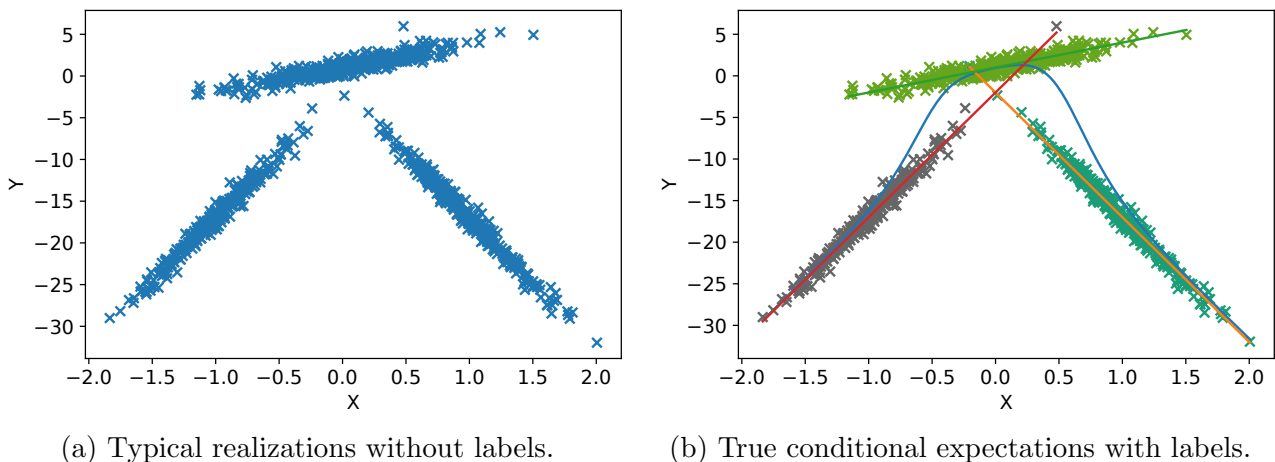 5
0
−5
−10
−15
−20
−25
−30
Y
−2.0 −1.5 −1.0 −0.5 0.0 0.5 1.0 1.5 2.0
X
(a) Typical realizations without labels.
5
0
−5
−10
−15
−20
−25
−30
Y
−2.0 −1.5 −1.0 −0.5 0.0 0.5 1.0 1.5 2.0
X
(b) True conditional expectations with labels.